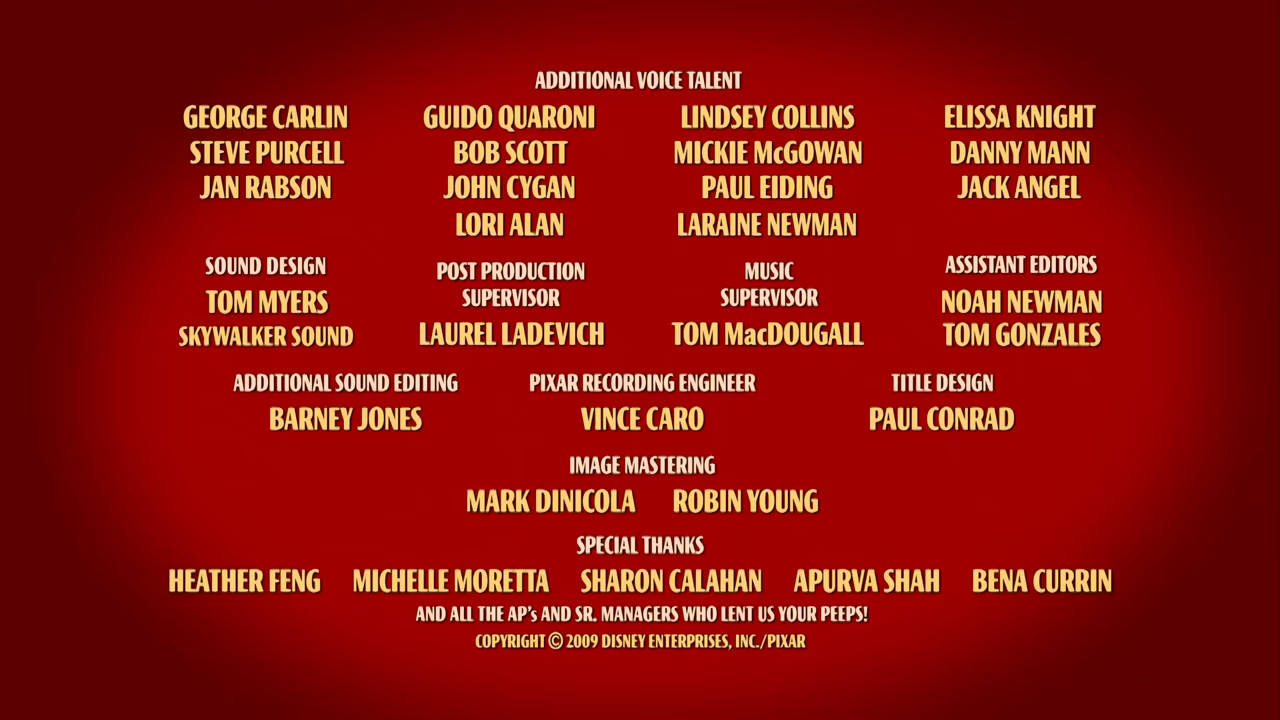 ADDITIONAL VOICE TALENT
GEORGE CARLIN GUIDO QUARONI LINDSEY COLLINS ELISSA KNIGHT
STEVE PURCELL BOB SCOTT MICKIE McGOWAN DANNY MANN
JAN RABSON JOHN CYGAN PAUL EIDING JACK ANGEL
LORI ALAN LARAINE NEWMAN
SOUND DESIGN
TOM MYERS
SKYWALKER SOUND
POST PRODUCTION
SUPERVISOR
LAUREL LADEVICH
MUSIC
SUPERVISOR
TOM MacDOUGALL
ASSISTANT EDITORS
NOAH NEWMAN
TOM GONZALES
ADDITIONAL SOUND EDITING
BARNEY JONES
PIXAR RECORDING ENGINEER
VINCE CARO
TITLE DESIGN
PAUL CONRAD
IMAGE MASTERING
MARK DINICOLA ROBIN YOUNG
SPECIAL THANKS
HEATHER FENG MICHELLE MORETTA SHARON CALAHAN APURVA SHAH BENA CURRIN
AND ALL THE AP's AND SR. MANAGERS WHO LENT US YOUR PEEPS!
COPYRIGHT © 2009 DISNEY ENTERPRISES, INC./PIXAR